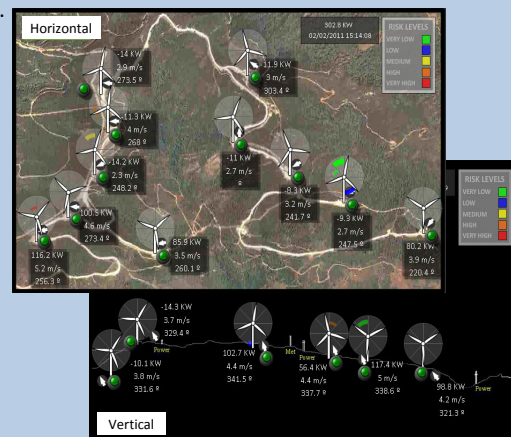 Horizontal
302.8 KW
02/02/2011 15:14:08
RISK LEVELS
VERY LOW
LOW
MEDIUM
HIGH
VERY HIGH
-14 KW
2.9 m/s
273.5 º
-11.9 KW
3 m/s
303.4 º
-11.3 KW
4 m/s
268 º
-11 KW
2.7 m/s
º
-14.2 KW
2.3 m/s
248.2 º
-8.3 KW
3.2 m/s
241.7 º
-9.3 KW
2.7 m/s
247.5 º
100.5 KW
4.6 m/s
273.4 º
116.2 KW
5.2 m/s
256.3 º
85.9 KW
3.5 m/s
260.1 º
80.2 KW
3.9 m/s
220.4 º
RISK LEVELS
VERY LOW
LOW
MEDIUM
HIGH
VERY HIGH
-14.3 KW
3.7 m/s
329.4 º
Power
-10.1 KW
3.8 m/s
331.6 º
102.7 KW
4.4 m/s
341.5 º
Met
Power
56.4 KW
4.4 m/s
337.7 º
117.4 KW
5 m/s
338.6 º
98.8 KW
4.2 m/s
321.3 º
Power
Vertical